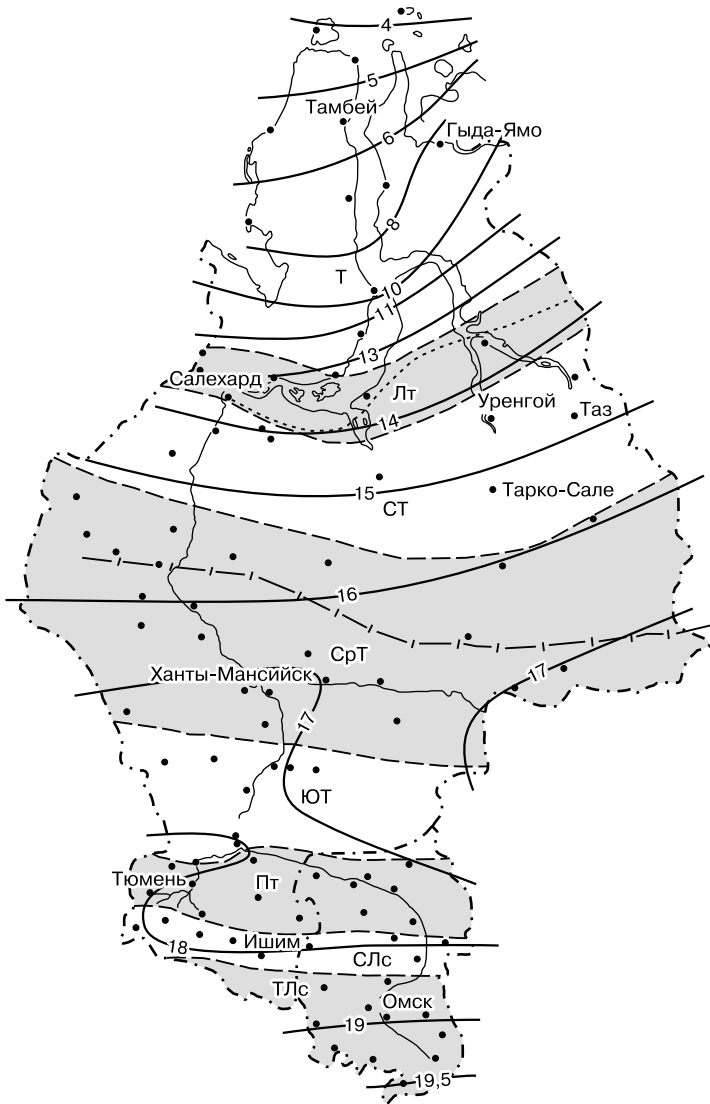 4
5
Тамбей
6
Гыда-Ямо
8
Т
10
11
13
Салехард
Лт
Уренгой
Таз
14
15
Тарко-Сале
СТ
16
СрТ
Ханты-Мансийск
17
17
ЮТ
Тюмень
Пт
18
Ишим
СЛс
ТЛс
Омск
19
19,5